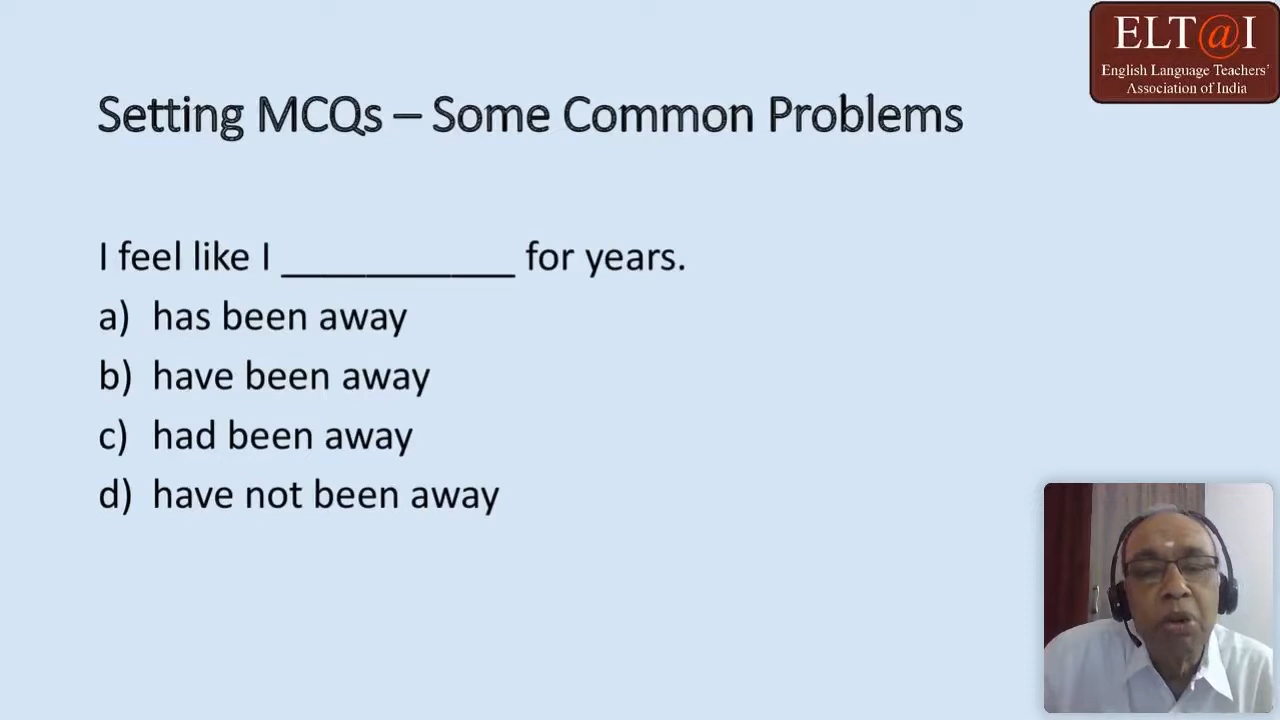 ELT@I
English Language Teachers'
Association of India
Setting MCQs – Some Common Problems
I feel like I ___________ for years.
a) has been away
b) have been away
c) had been away
d) have not been away